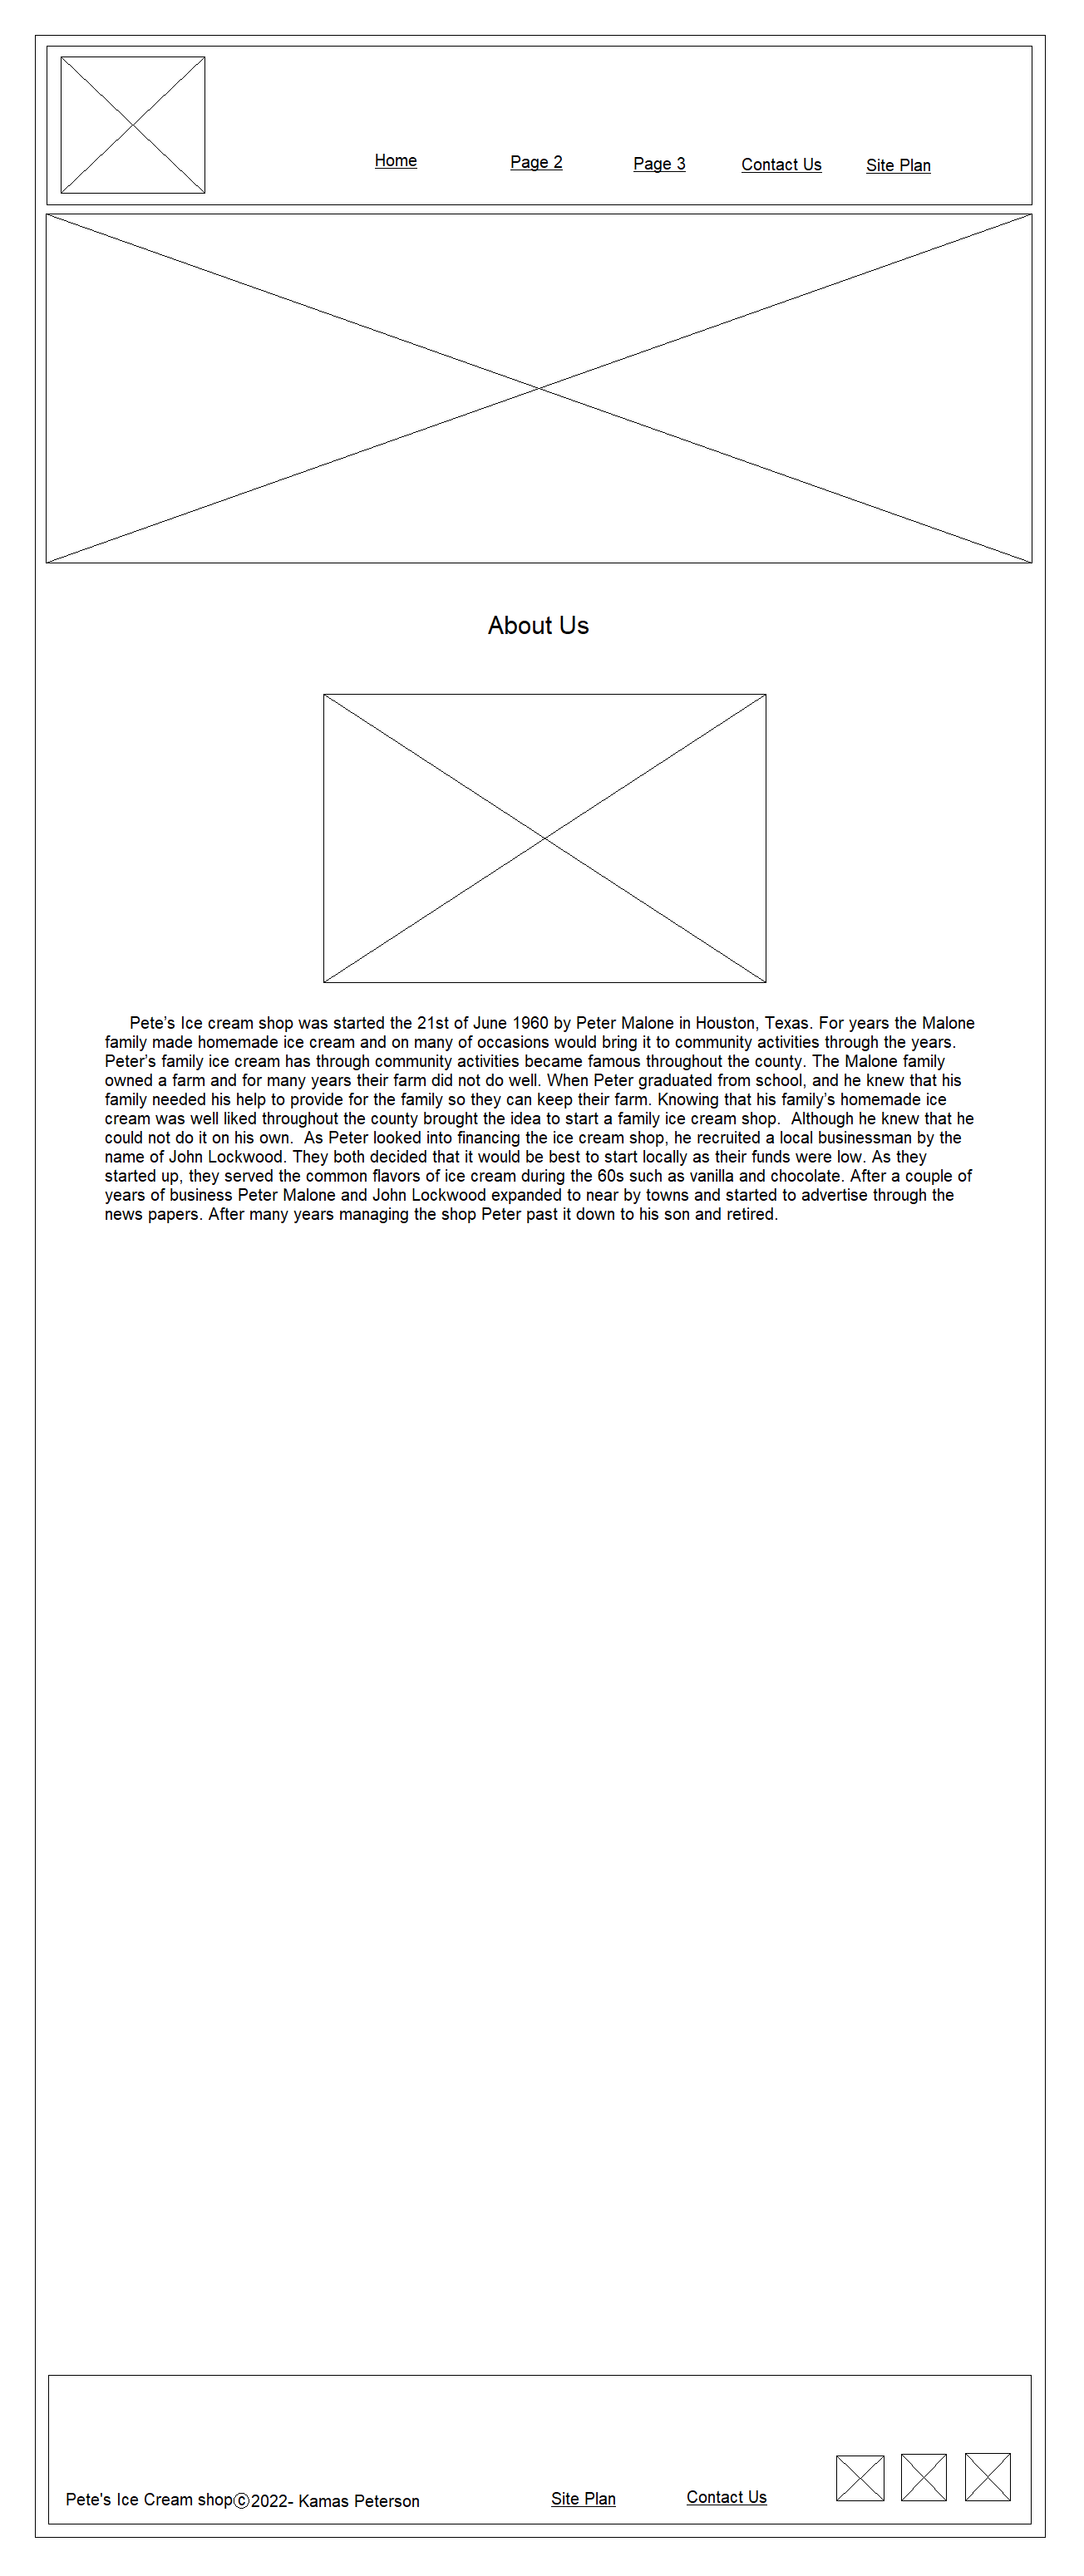 Home Page 2 Page 3 Contact Us Site Plan
About Us
Pete's Ice cream shop was started the 21st of June 1960 by Peter Malone in Houston, Texas. For years the Malone
family made homemade ice cream and on many of occasions would bring it to community activities through the years.
Peter's family ice cream has through community activities became famous throughout the county. The Malone family
owned a farm and for many years their farm did not do well. When Peter graduated from school, and he knew that his
family needed his help to provide for the family so they can keep their farm. Knowing that his family's homemade ice
cream was well liked throughout the county brought the idea to start a family ice cream shop.  Although he knew that he
could not do it on his own.  As Peter looked into financing the ice cream shop, he recruited a local businessman by the
name of John Lockwood. They both decided that it would be best to start locally as their funds were low. As they
started up, they served the common flavors of ice cream during the 60s such as vanilla and chocolate. After a couple of
years of business Peter Malone and John Lockwood expanded to near by towns and started to advertise through the
news papers. After many years managing the shop Peter past it down to his son and retired.
Pete's Ice Cream shopⓒ2022- Kamas Peterson Site Plan Contact Us